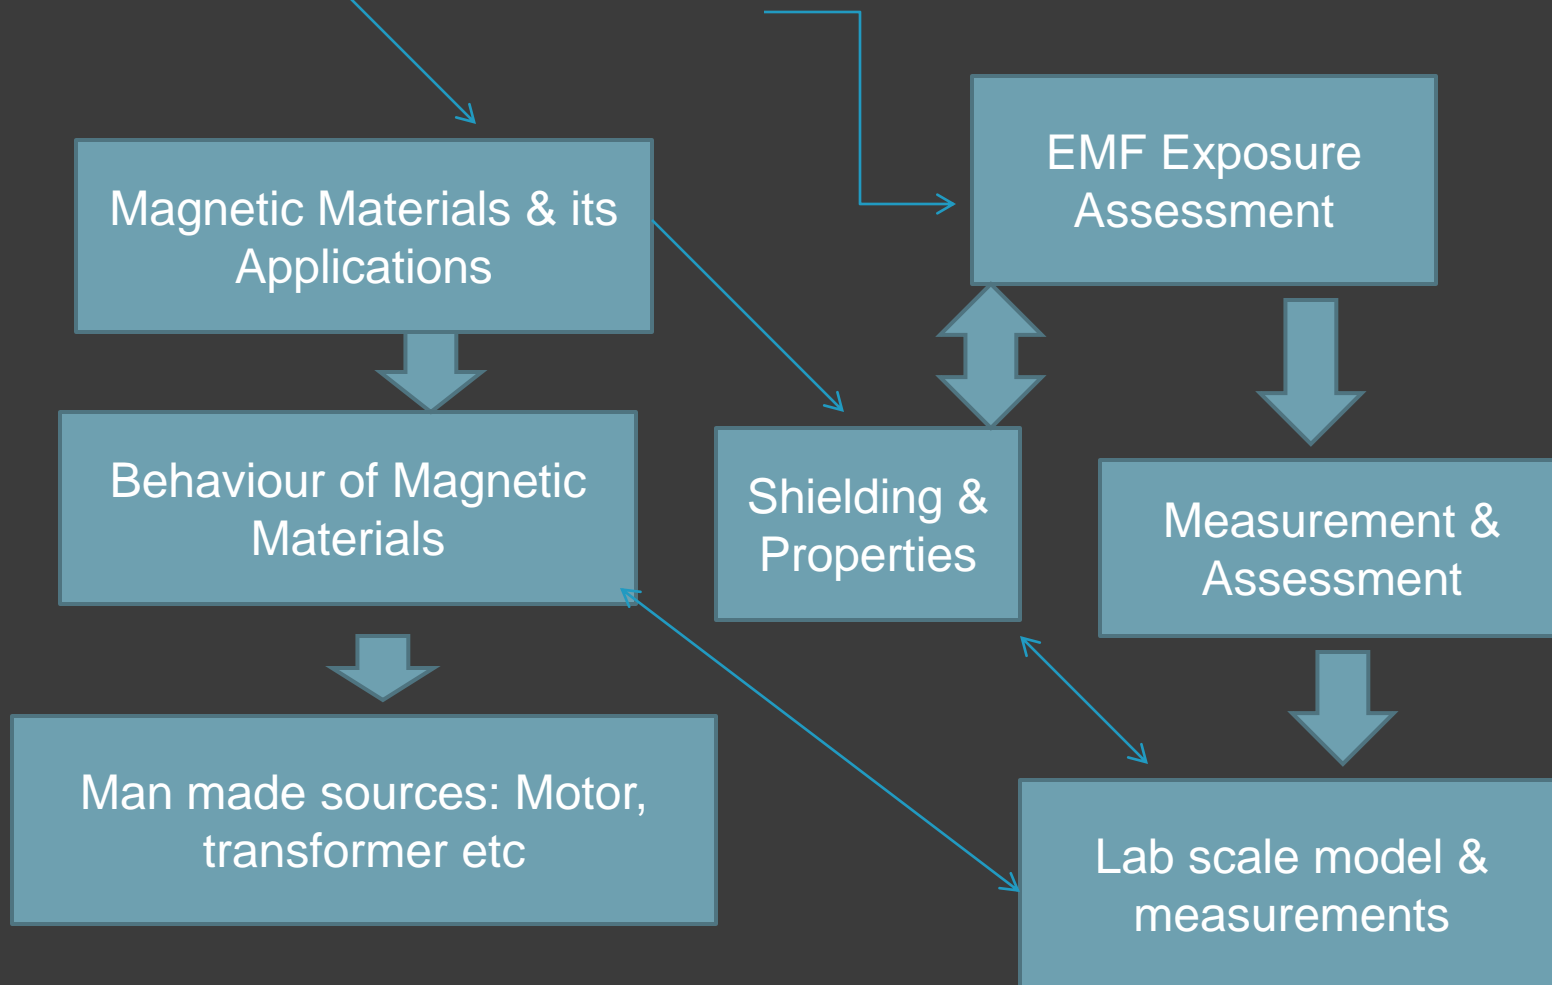 Magnetic Materials & its
Applications
EMF Exposure
Assessment
Behaviour of Magnetic
Materials
Shielding &
Properties
Measurement &
Assessment
Man made sources: Motor,
transformer etc
Lab scale model &
measurements